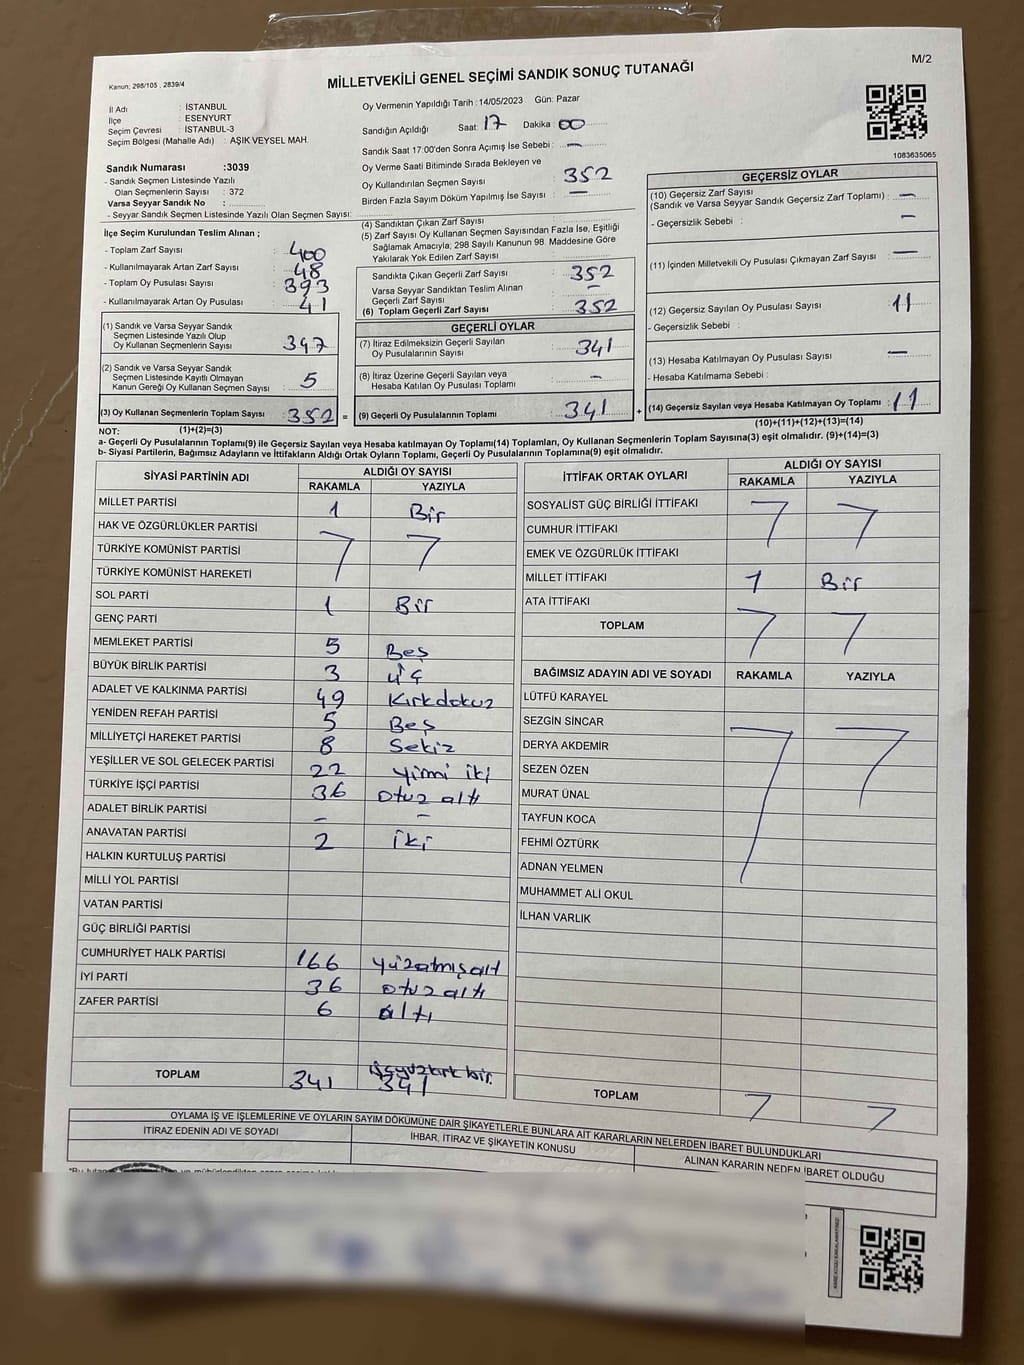 Kanun; 298/105 , 2839/4
MİLLETVEKİLİ GENEL SEÇİMİ SANDIK SONUÇ TUTANAĞI
M/2
İl Adı : İSTANBUL
İlçe : ESENYURT
Seçim Çevresi : İSTANBUL-3
Seçim Bölgesi (Mahalle Adı) : AŞIK VEYSEL MAH.
Sandık Numarası :3039
- Sandık Seçmen Listesinde Yazılı
Olan Seçmenlerin Sayısı : 372
Varsa Seyyar Sandık No :
- Seyyar Sandık Seçmen Listesinde Yazılı Olan Seçmen Sayısı:
Oy Vermenin Yapıldığı Tarih :14/05/2023 Gün: Pazar
Sandığın Açıldığı Saat: 17 Dakika: 00
Sandık Saat 17:00'den Sonra Açımış İse Sebebi : —
Oy Verme Saati Bitiminde Sırada Bekleyen ve
Oy Kullandırılan Seçmen Sayısı : 352
Birden Fazla Sayım Döküm Yapılmış İse Sayısı : —
1083635065
İlçe Seçim Kurulundan Teslim Alınan ;
- Toplam Zarf Sayısı : 400
- Kullanılmayarak Artan Zarf Sayısı : 48
- Toplam Oy Pusulası Sayısı : 393
- Kullanılmayarak Artan Oy Pusulası : 41
(1) Sandık ve Varsa Seyyar Sandık
Seçmen Listesinde Yazılı Olup
Oy Kullanan Seçmenlerin Sayısı : 347
(2) Sandık ve Varsa Seyyar Sandık
Seçmen Listesinde Kayıtlı Olmayan
Kanun Gereği Oy Kullanan Seçmen Sayısı : 5
(3) Oy Kullanan Seçmenlerin Toplam Sayısı : 352 =
(4) Sandıktan Çıkan Zarf Sayısı :
(5) Zarf Sayısı Oy Kullanan Seçmen Sayısından Fazla İse, Eşitliği
Sağlamak Amacıyla; 298 Sayılı Kanunun 98. Maddesine Göre
Yakılarak Yok Edilen Zarf Sayısı :
Sandıkta Çıkan Geçerli Zarf Sayısı : 352
Varsa Seyyar Sandıktan Teslim Alınan
Geçerli Zarf Sayısı : —
(6) Toplam Geçerli Zarf Sayısı : 352
GEÇERLİ OYLAR
(7) İtiraz Edilmeksizin Geçerli Sayılan
Oy Pusulalarının Sayısı : 341
(8) İtiraz Üzerine Geçerli Sayılan veya
Hesaba Katılan Oy Pusulası Toplamı : —
(9) Geçerli Oy Pusulalarının Toplamı : 341 +
GEÇERSİZ OYLAR
(10) Geçersiz Zarf Sayısı
(Sandık ve Varsa Seyyar Sandık Geçersiz Zarf Toplamı) : —
- Geçersizlik Sebebi : —
(11) İçinden Milletvekili Oy Pusulası Çıkmayan Zarf Sayısı : —
(12) Geçersiz Sayılan Oy Pusulası Sayısı : 11
- Geçersizlik Sebebi :
(13) Hesaba Katılmayan Oy Pusulası Sayısı : —
- Hesaba Katılmama Sebebi :
(14) Geçersiz Sayılan veya Hesaba Katılmayan Oy Toplamı : 11
NOT: (1)+(2)=(3)
(10)+(11)+(12)+(13)=(14)
a- Geçerli Oy Pusulalarının Toplamı(9) ile Geçersiz Sayılan veya Hesaba katılmayan Oy Toplamı(14) Toplamları, Oy Kullanan Seçmenlerin Toplam Sayısına(3) eşit olmalıdır. (9)+(14)=(3)
b- Siyasi Partilerin, Bağımsız Adayların ve İttifakların Aldığı Ortak Oyların Toplamı, Geçerli Oy Pusulalarının Toplamına(9) eşit olmalıdır.
SİYASİ PARTİNİN ADI ALDIĞI OY SAYISI
RAKAMLA YAZIYLA
MİLLET PARTİSİ 1 Bir
HAK VE ÖZGÜRLÜKLER PARTİSİ
TÜRKİYE KOMÜNİST PARTİSİ
TÜRKİYE KOMÜNİST HAREKETİ
SOL PARTİ 1 Bir
GENÇ PARTİ
MEMLEKET PARTİSİ 5 Beş
BÜYÜK BİRLİK PARTİSİ 3 üç
ADALET VE KALKINMA PARTİSİ 49 Kırkdokuz
YENİDEN REFAH PARTİSİ 5 Beş
MİLLİYETÇİ HAREKET PARTİSİ 8 Sekiz
YEŞİLLER VE SOL GELECEK PARTİSİ 22 yirmi iki
TÜRKİYE İŞÇİ PARTİSİ 36 otuz altı
ADALET BİRLİK PARTİSİ – –
ANAVATAN PARTİSİ 2 iki
HALKIN KURTULUŞ PARTİSİ
MİLLİ YOL PARTİSİ
VATAN PARTİSİ
GÜÇ BİRLİĞİ PARTİSİ
CUMHURİYET HALK PARTİSİ 166 yüzatmışaltı
İYİ PARTİ 36 otuz altı
ZAFER PARTİSİ 6 altı
TOPLAM 341 üçyüzkırk bir. 341
İTTİFAK ORTAK OYLARI ALDIĞI OY SAYISI
RAKAMLA YAZIYLA
SOSYALİST GÜÇ BİRLİĞİ İTTİFAKI
CUMHUR İTTİFAKI
EMEK VE ÖZGÜRLÜK İTTİFAKI
MİLLET İTTİFAKI 1 Bir
ATA İTTİFAKI
TOPLAM
BAĞIMSIZ ADAYIN ADI VE SOYADI RAKAMLA YAZIYLA
LÜTFÜ KARAYEL
SEZGİN SİNCAR
DERYA AKDEMİR
SEZEN ÖZEN
MURAT ÜNAL
TAYFUN KOCA
FEHMİ ÖZTÜRK
ADNAN YELMEN
MUHAMMET ALİ OKUL
İLHAN VARLIK
TOPLAM
OYLAMA İŞ VE İŞLEMLERİNE VE OYLARIN SAYIM DÖKÜMÜNE DAİR ŞİKAYETLERLE BUNLARA AİT KARARLARIN NELERDEN İBARET BULUNDUKLARI
İTİRAZ EDENİN ADI VE SOYADI İHBAR, İTİRAZ VE ŞİKAYETİN KONUSU ALINAN KARARIN NEDEN İBARET OLDUĞU